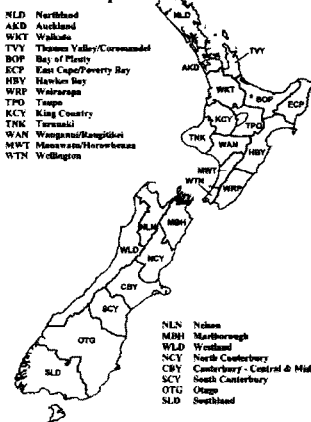 NLD Northland
AKD Auckland
WKT Waikato
TVY Thames Valley/Coromandel
BOP Bay of Plenty
ECP East Cape/Poverty Bay
HBY Hawkes Bay
WRP Wairarapa
TPO Taupo
KCY King Country
TNK Taranaki
WAN Wanganui/Rangitikei
MWT Manawatu/Horowhenua
WTN Wellington
NLD
TVY
AKD
WKT
BOP
ECP
KCY
TPO
TNK
WAN
HBY
MWT
WTN
WRP
NLN
MBH
WLD
NCY
CBY
SCY
OTG
SLD
NLN Nelson
MBH Marlborough
WLD Westland
NCY North Canterbury
CBY Canterbury - Central & Mid
SCY South Canterbury
OTG Otago
SLD Southland